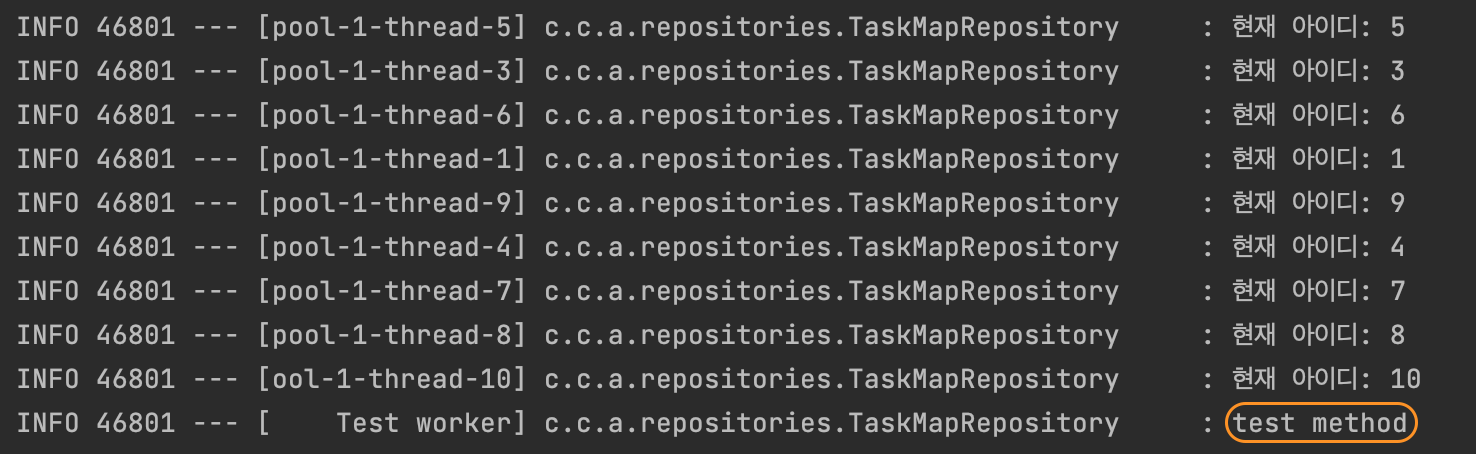 INFO 46801 --- [pool-1-thread-5] c.c.a.repositories.TaskMapRepository     : 현재 아이디: 5
INFO 46801 --- [pool-1-thread-3] c.c.a.repositories.TaskMapRepository     : 현재 아이디: 3
INFO 46801 --- [pool-1-thread-6] c.c.a.repositories.TaskMapRepository     : 현재 아이디: 6
INFO 46801 --- [pool-1-thread-1] c.c.a.repositories.TaskMapRepository     : 현재 아이디: 1
INFO 46801 --- [pool-1-thread-9] c.c.a.repositories.TaskMapRepository     : 현재 아이디: 9
INFO 46801 --- [pool-1-thread-4] c.c.a.repositories.TaskMapRepository     : 현재 아이디: 4
INFO 46801 --- [pool-1-thread-7] c.c.a.repositories.TaskMapRepository     : 현재 아이디: 7
INFO 46801 --- [pool-1-thread-8] c.c.a.repositories.TaskMapRepository     : 현재 아이디: 8
INFO 46801 --- [ool-1-thread-10] c.c.a.repositories.TaskMapRepository     : 현재 아이디: 10
INFO 46801 --- [    Test worker] c.c.a.repositories.TaskMapRepository     : test method